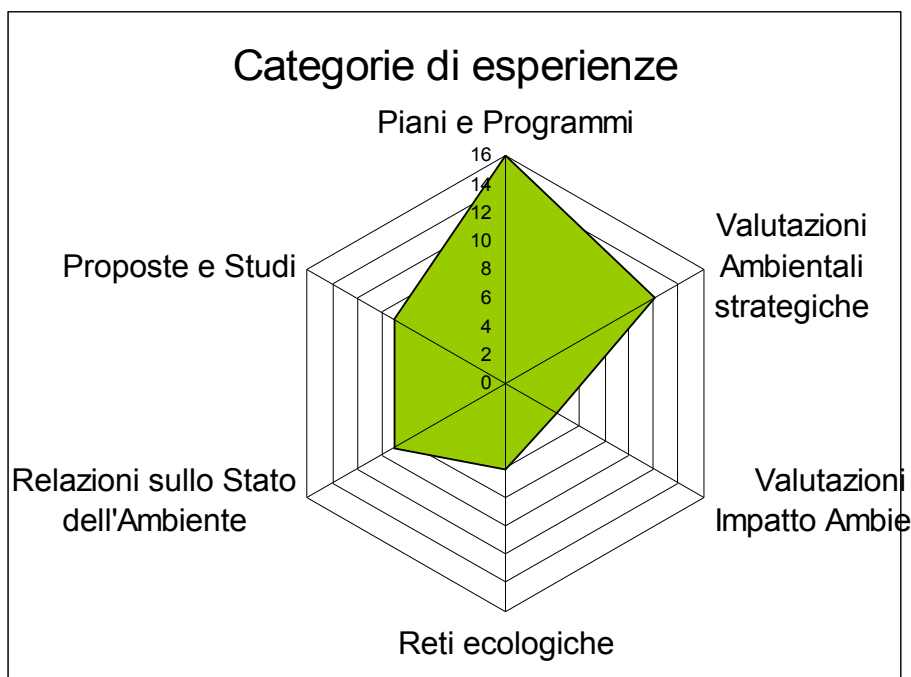 Categorie di esperienze
Piani e Programmi
16
14
12
10
8
6
4
2
0
Valutazioni
Ambientali
strategiche
Valutazioni
Impatto Ambie
Reti ecologiche
Relazioni sullo Stato
dell'Ambiente
Proposte e Studi